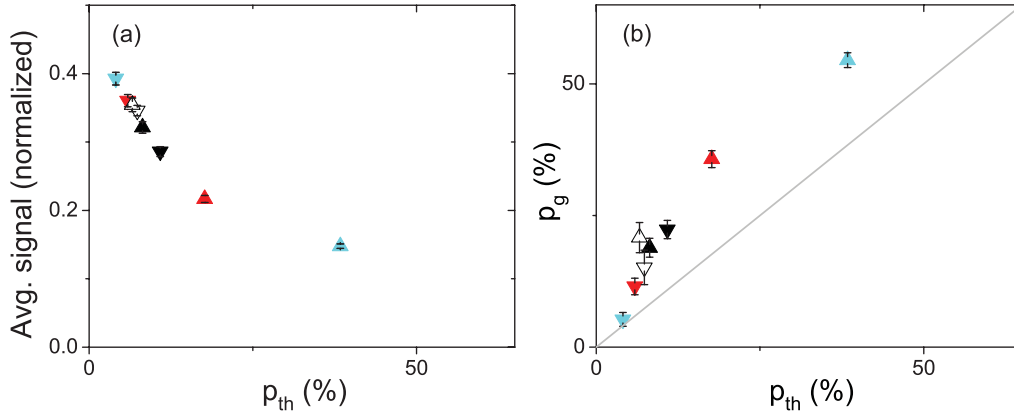 (a)
Avg. signal (normalized)
0.4
0.2
0.0
0
50
p_th (%)
(b)
p_g (%)
50
0
0
50
p_th (%)